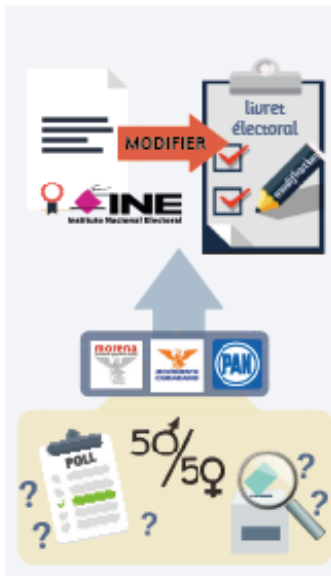 livret
électoral
MODIFIER
INE
Instituto Nacional Electoral
morena
MOVIMIENTO
CIUDADANO
PAN
POLL
50/50
?
?
?
?
?